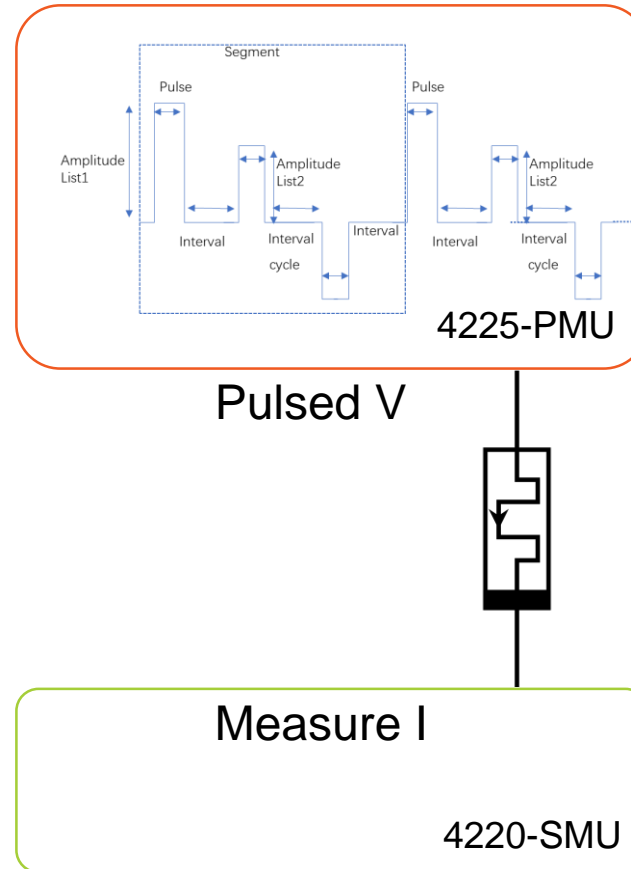 Segment
Pulse
Pulse
Amplitude
List1
Amplitude
List2
Amplitude
List2
Interval
Interval
cycle
Interval
Interval
Interval
cycle
4225-PMU
Pulsed V
Measure I
4220-SMU